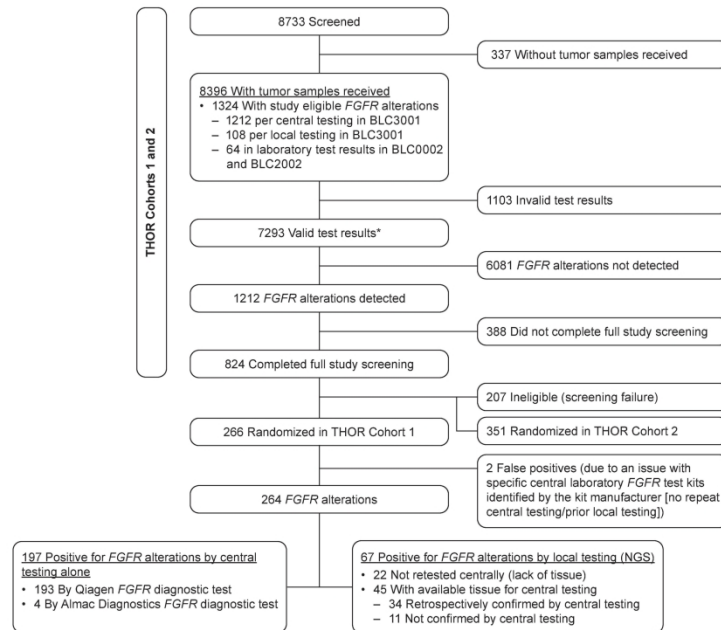 8733 Screened
337 Without tumor samples received
THOR Cohorts 1 and 2
8396 With tumor samples received
• 1324 With study eligible FGFR alterations
– 1212 per central testing in BLC3001
– 108 per local testing in BLC3001
– 64 in laboratory test results in BLC0002
and BLC2002
1103 Invalid test results
7293 Valid test results*
6081 FGFR alterations not detected
1212 FGFR alterations detected
388 Did not complete full study screening
824 Completed full study screening
207 Ineligible (screening failure)
266 Randomized in THOR Cohort 1
351 Randomized in THOR Cohort 2
2 False positives (due to an issue with
specific central laboratory FGFR test kits
identified by the kit manufacturer [no repeat
central testing/prior local testing])
264 FGFR alterations
197 Positive for FGFR alterations by central
testing alone
• 193 By Qiagen FGFR diagnostic test
• 4 By Almac Diagnostics FGFR diagnostic test
67 Positive for FGFR alterations by local testing (NGS)
• 22 Not retested centrally (lack of tissue)
• 45 With available tissue for central testing
– 34 Retrospectively confirmed by central testing
– 11 Not confirmed by central testing